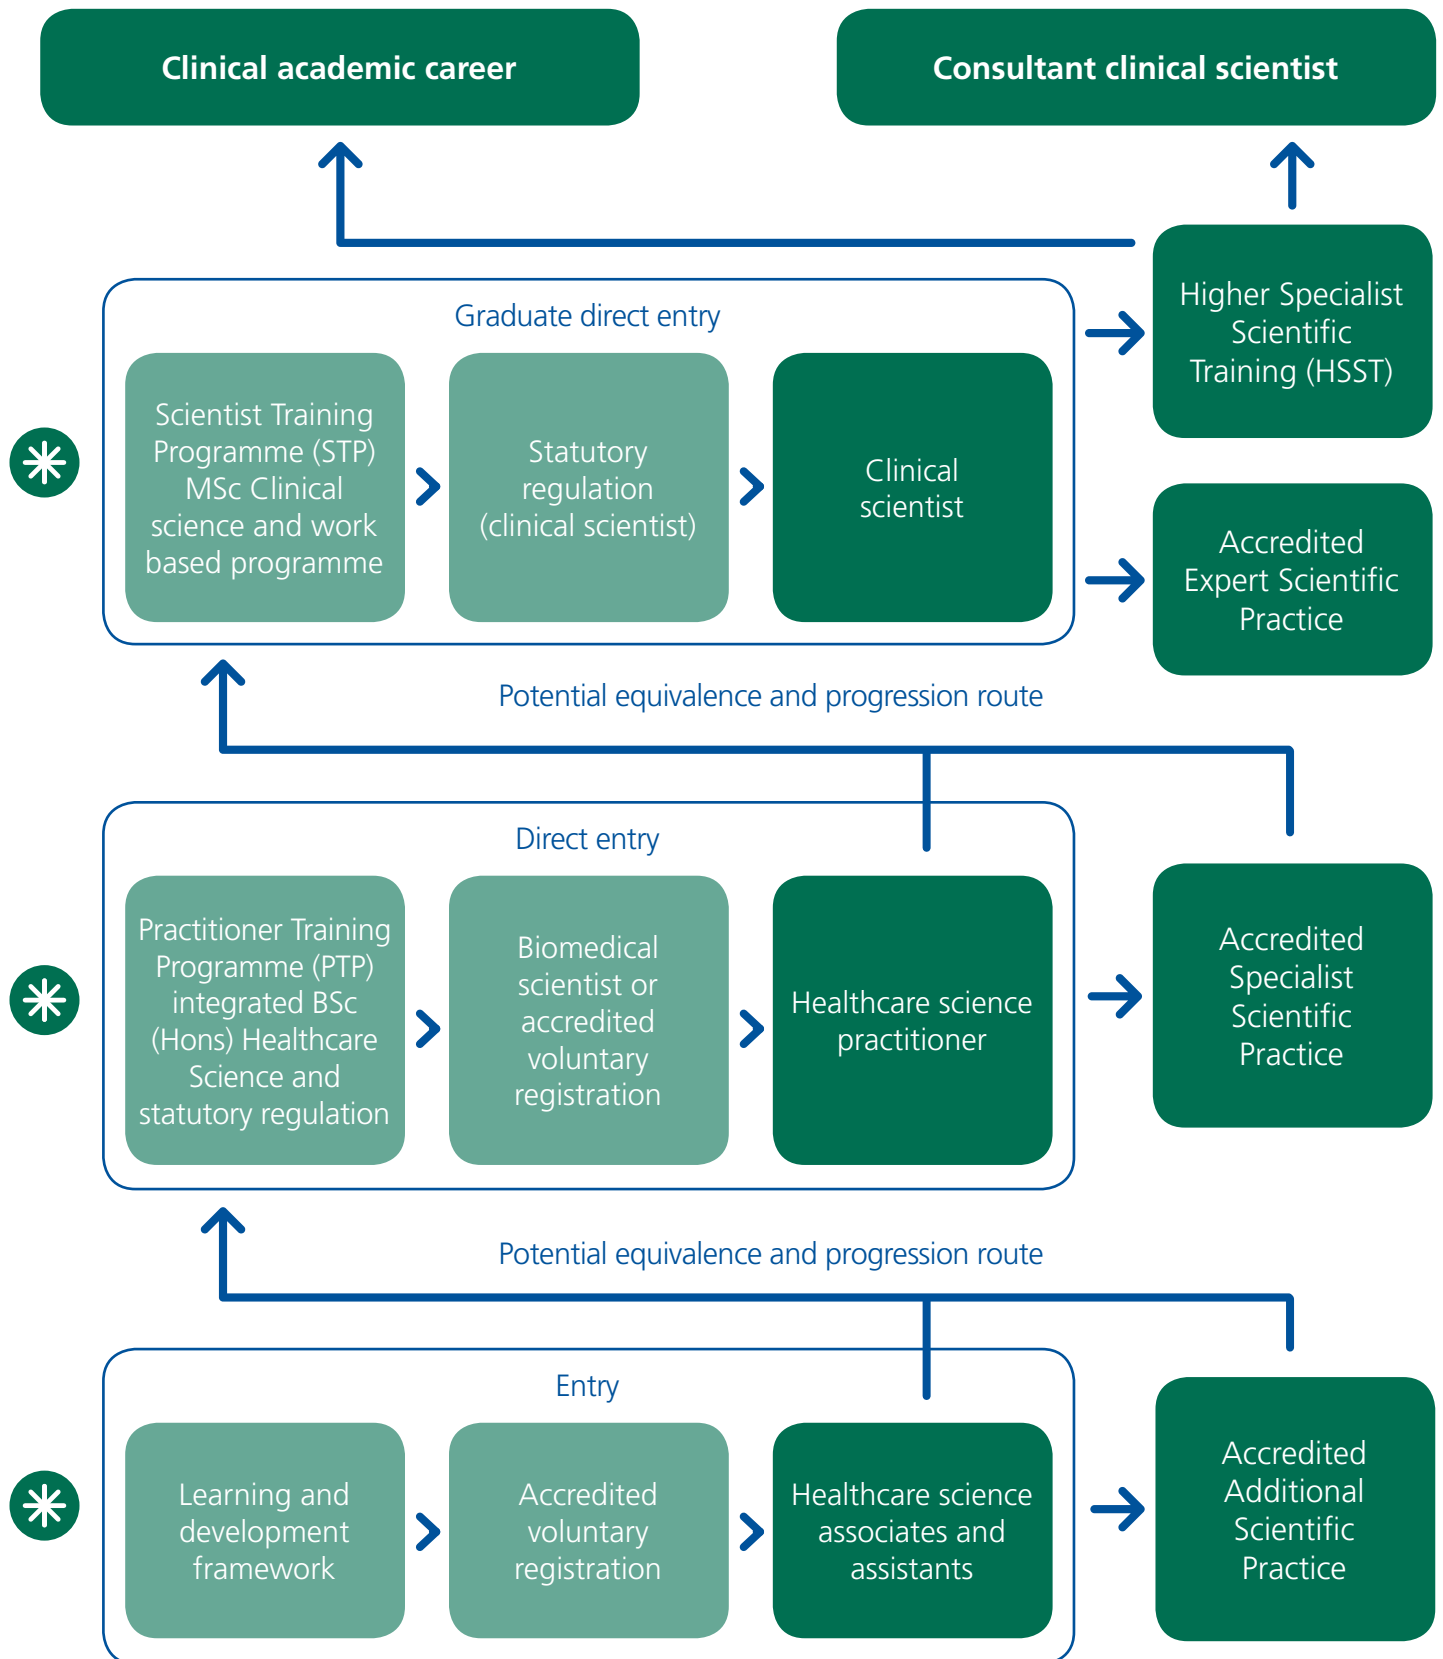 Clinical academic career
Consultant clinical scientist
Graduate direct entry
Scientist Training
Programme (STP)
MSc Clinical
science and work
based programme
Statutory
regulation
(clinical scientist)
Clinical
scientist
Higher Specialist
Scientific
Training (HSST)
Accredited
Expert Scientific
Practice
Potential equivalence and progression route
Direct entry
Practitioner Training
Programme (PTP)
integrated BSc
(Hons) Healthcare
Science and
statutory regulation
Biomedical
scientist or
accredited
voluntary
registration
Healthcare science
practitioner
Accredited
Specialist
Scientific
Practice
Potential equivalence and progression route
Entry
Learning and
development
framework
Accredited
voluntary
registration
Healthcare science
associates and
assistants
Accredited
Additional
Scientific
Practice